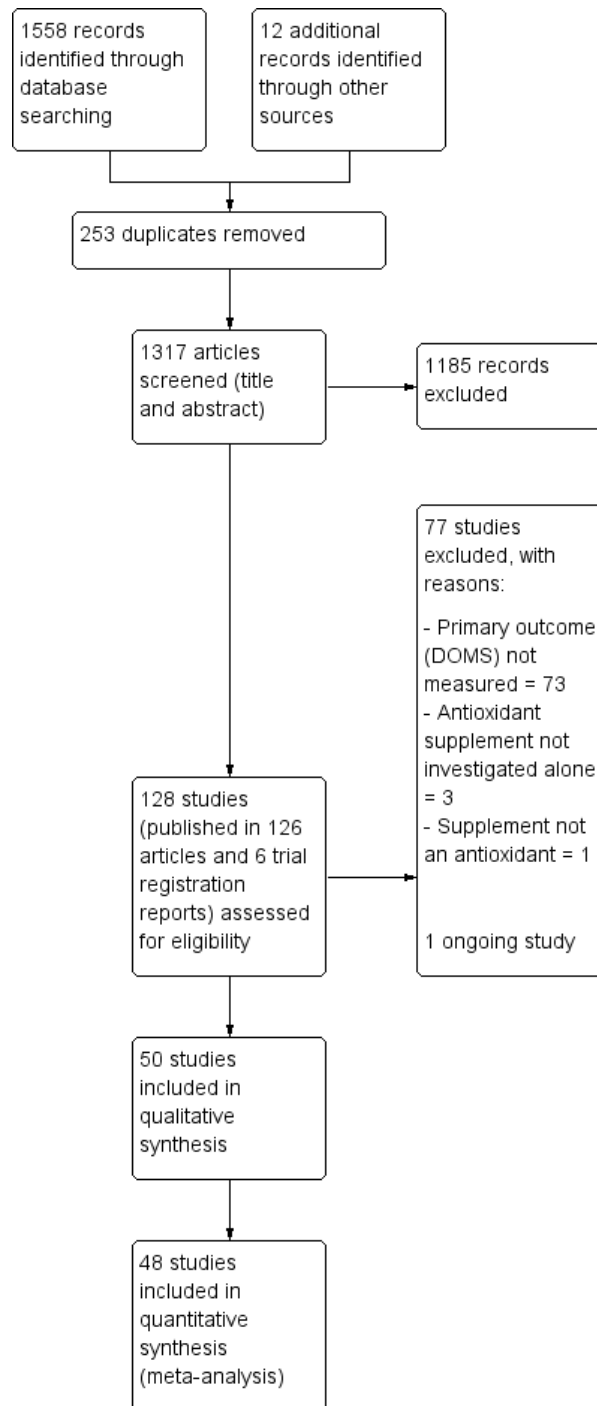 1558 records
identified through
database
searching
12 additional
records identified
through other
sources
253 duplicates removed
1317 articles
screened (title
and abstract)
1185 records
excluded
77 studies
excluded, with
reasons:
- Primary outcome
(DOMS) not
measured = 73
- Antioxidant
supplement not
investigated alone
= 3
- Supplement not
an antioxidant = 1
1 ongoing study
128 studies
(published in 126
articles and 6 trial
registration
reports) assessed
for eligibility
50 studies
included in
qualitative
synthesis
48 studies
included in
quantitative
synthesis
(meta-analysis)